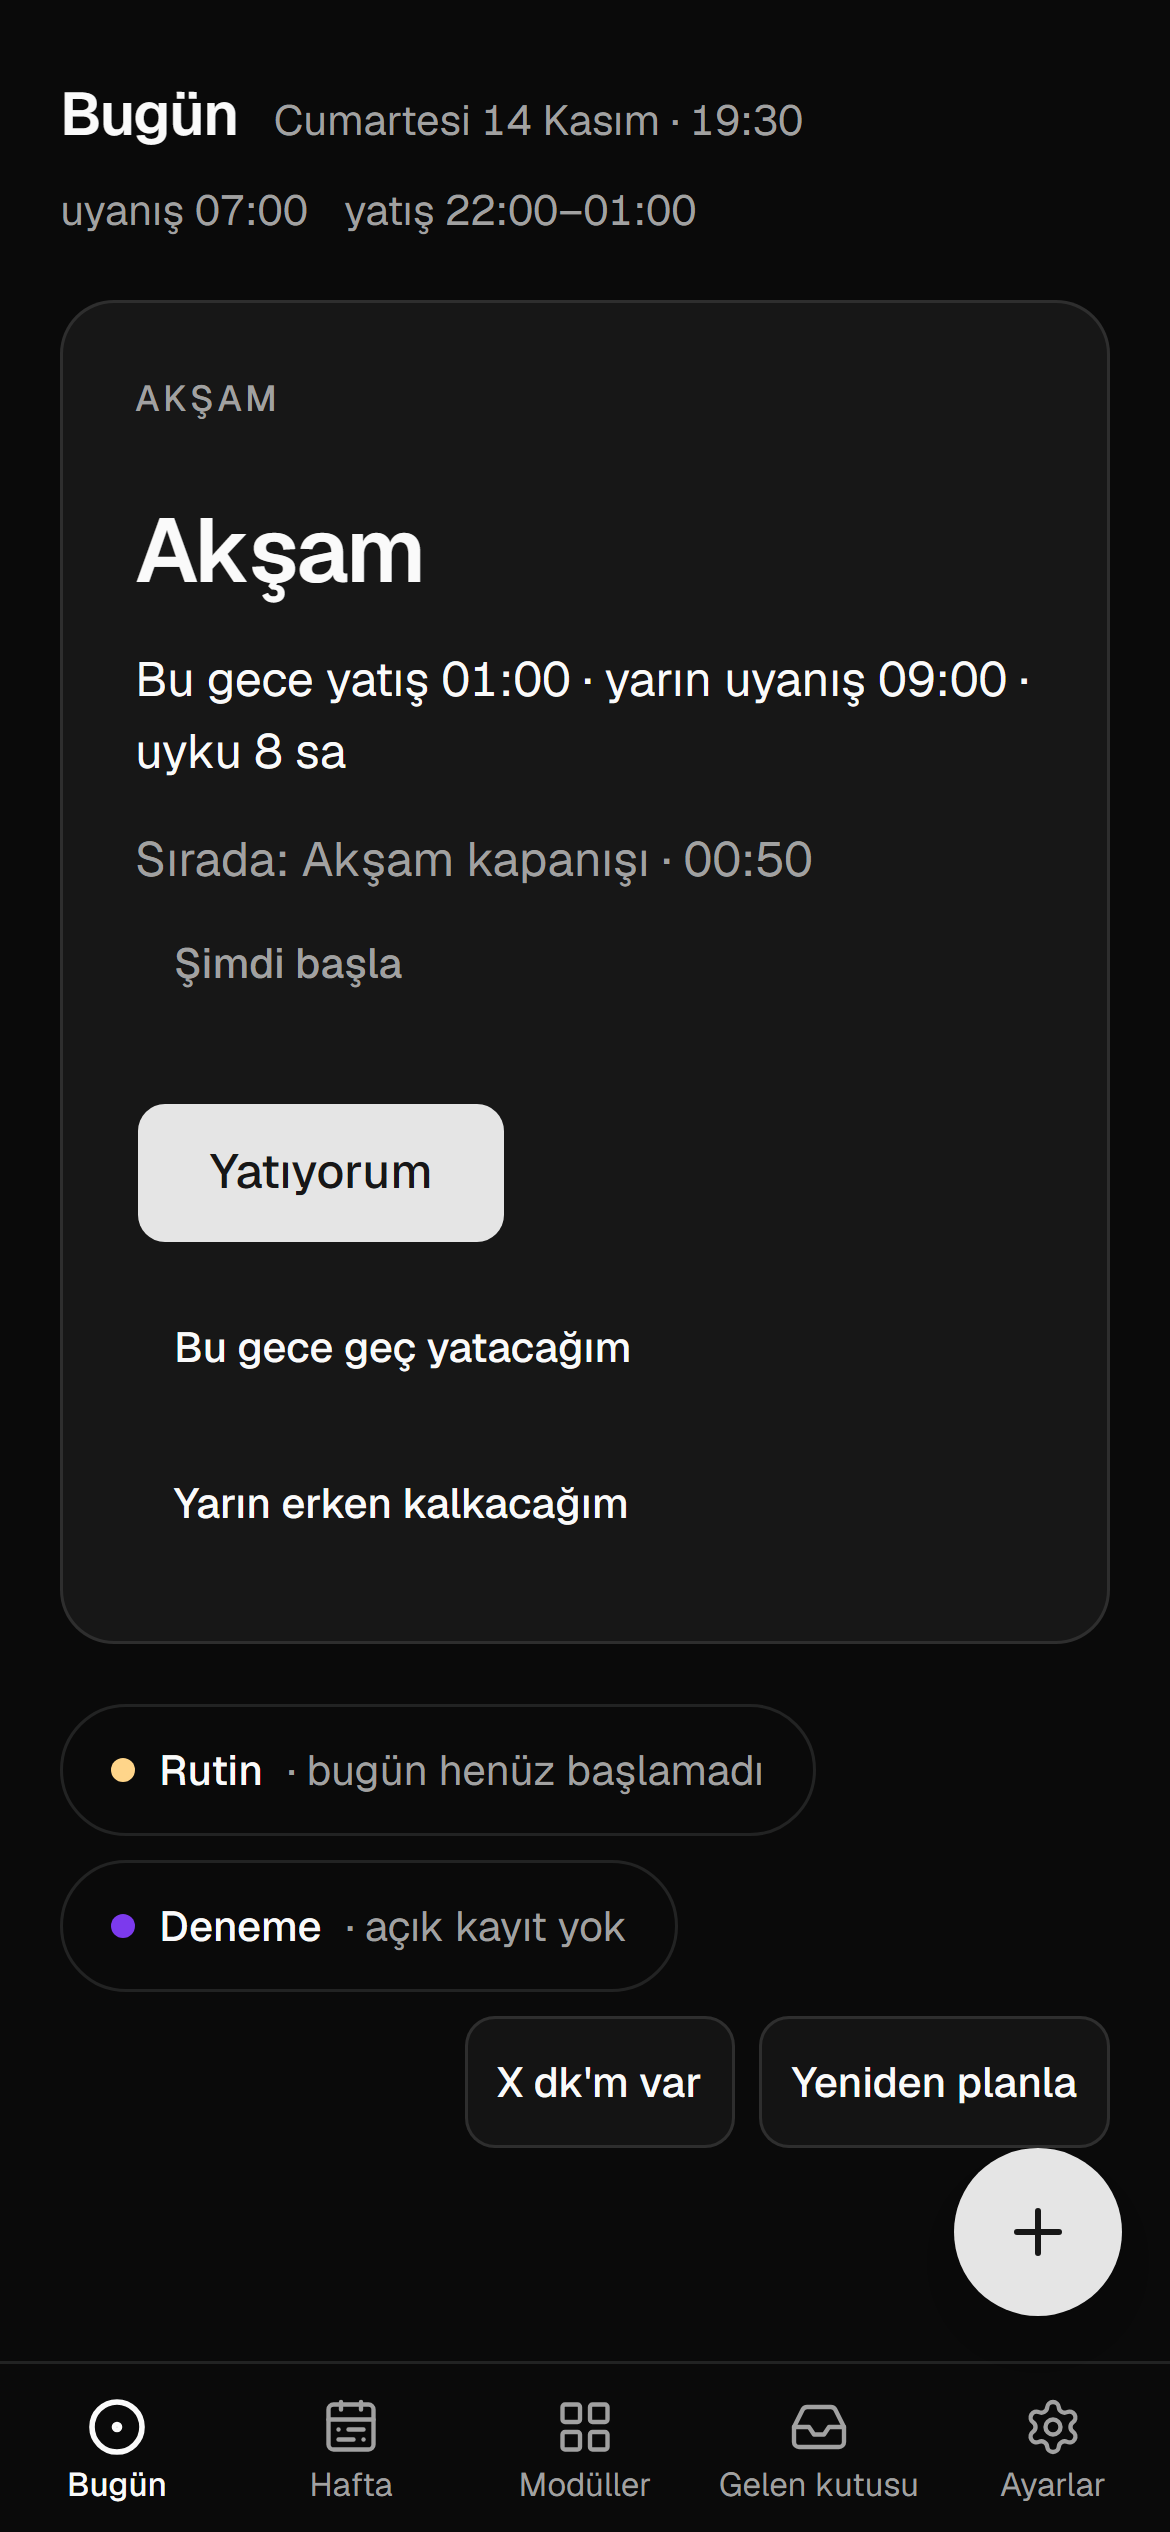 Bugün Cumartesi 14 Kasım · 19:30
uyanış 07:00 yatış 22:00–01:00
AKŞAM
Akşam
Bu gece yatış 01:00 · yarın uyanış 09:00 ·
uyku 8 sa
Sırada: Akşam kapanışı · 00:50
Şimdi başla
Yatıyorum
Bu gece geç yatacağım
Yarın erken kalkacağım
Rutin · bugün henüz başlamadı
Deneme · açık kayıt yok
X dk'm var Yeniden planla
Bugün Hafta Modüller Gelen kutusu Ayarlar